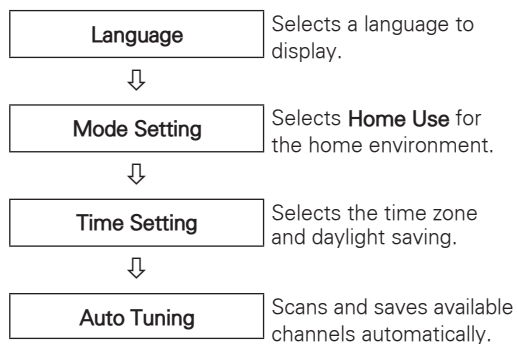 Language
Selects a language to
display.
Mode Setting
Selects Home Use for
the home environment.
Time Setting
Selects the time zone
and daylight saving.
Auto Tuning
Scans and saves available
channels automatically.